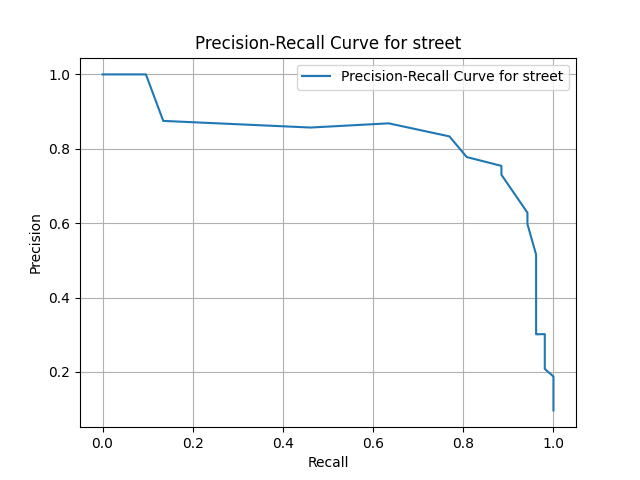 Precision-Recall Curve for street
Precision-Recall Curve for street
1.0
0.8
0.6
0.4
0.2
Precision
0.0 0.2 0.4 0.6 0.8 1.0
Recall